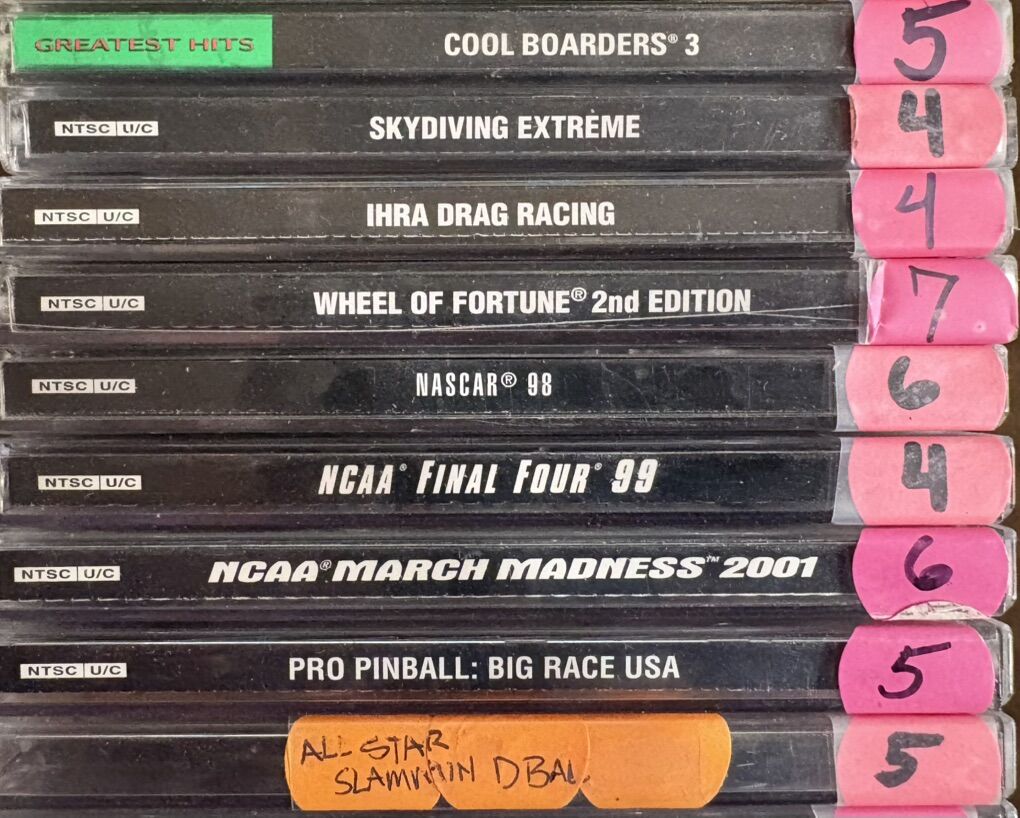 GREATEST HITS COOL BOARDERS® 3 5
NTSC U/C SKYDIVING EXTREME 4
NTSC U/C IHRA DRAG RACING 4
NTSC U/C WHEEL OF FORTUNE® 2nd EDITION 7
NTSC U/C NASCAR® 98 6
NTSC U/C NCAA® FINAL FOUR® 99 4
NTSC U/C NCAA® MARCH MADNESS™ 2001 6
NTSC U/C PRO PINBALL: BIG RACE USA 5
ALL STAR
SLAMMIN DBAL 5